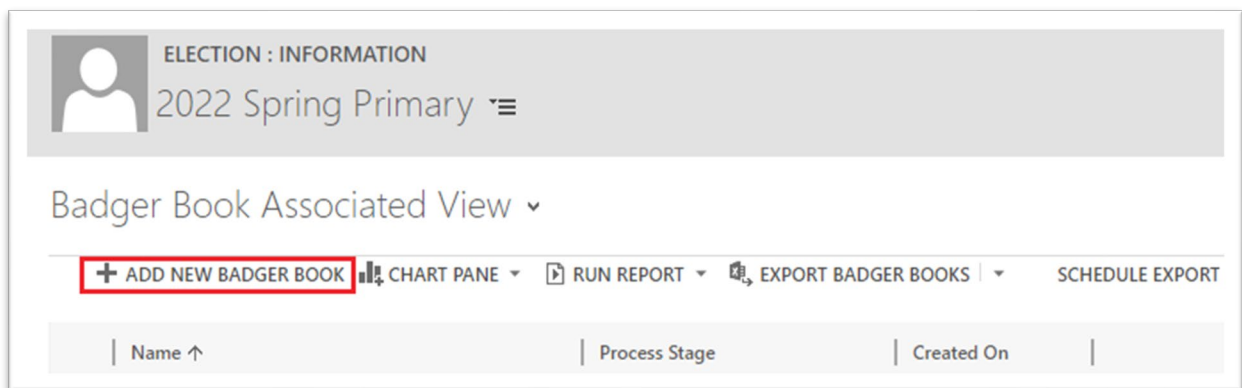 ELECTION : INFORMATION
2022 Spring Primary
Badger Book Associated View
ADD NEW BADGER BOOK CHART PANE RUN REPORT EXPORT BADGER BOOKS SCHEDULE EXPORT
Name Process Stage Created On